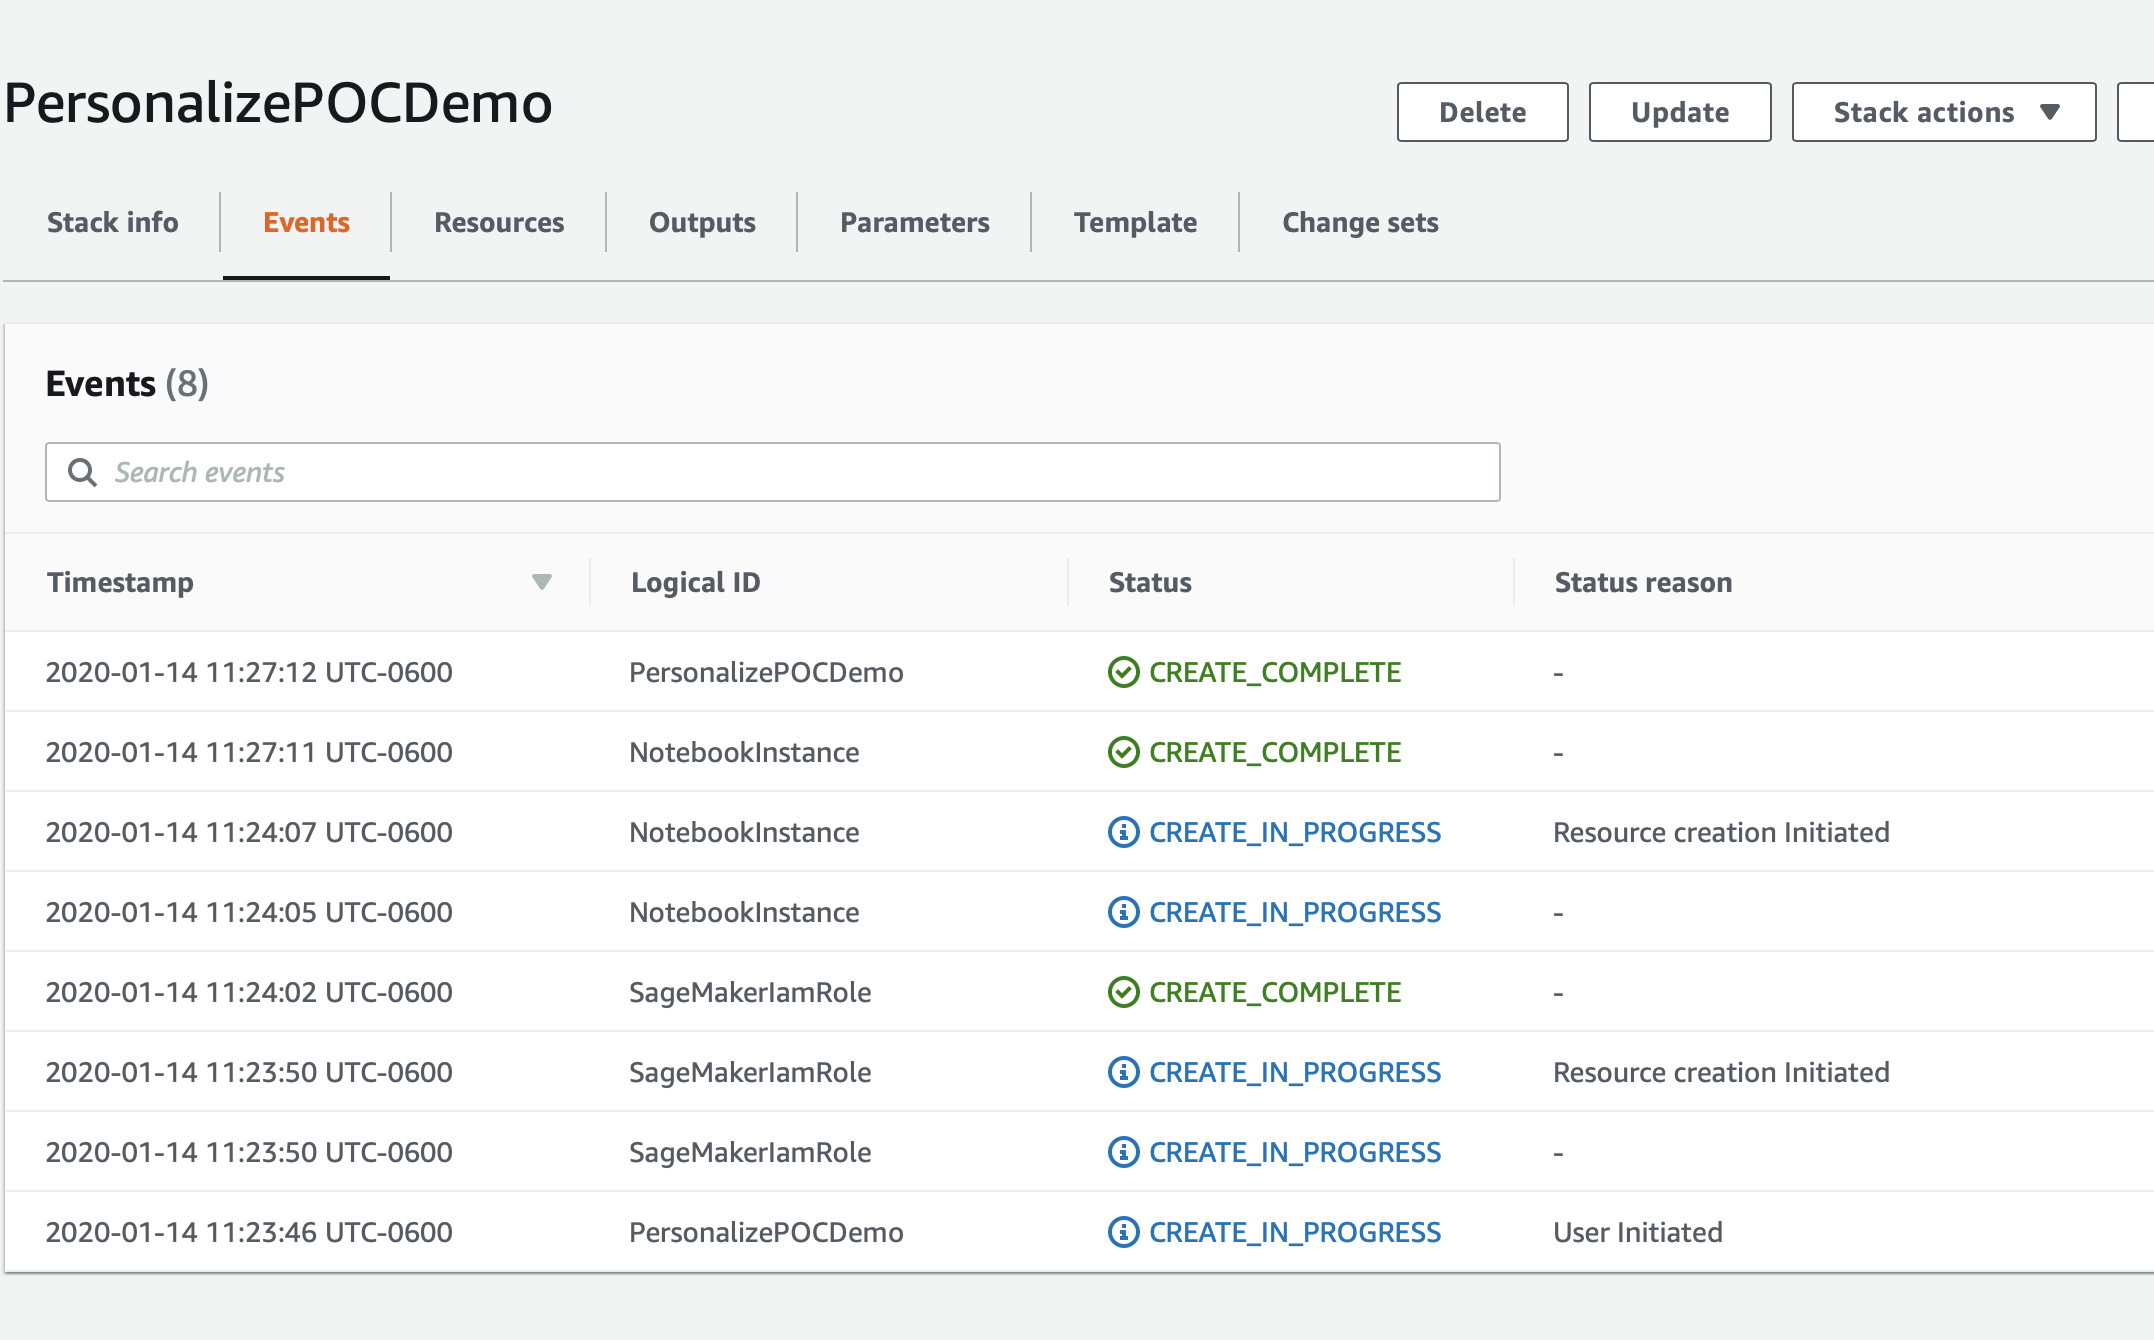 PersonalizePOCDemo
Delete Update Stack actions
Stack info Events Resources Outputs Parameters Template Change sets
Events (8)
Search events
Timestamp Logical ID Status Status reason
2020-01-14 11:27:12 UTC-0600 PersonalizePOCDemo CREATE_COMPLETE -
2020-01-14 11:27:11 UTC-0600 NotebookInstance CREATE_COMPLETE -
2020-01-14 11:24:07 UTC-0600 NotebookInstance CREATE_IN_PROGRESS Resource creation Initiated
2020-01-14 11:24:05 UTC-0600 NotebookInstance CREATE_IN_PROGRESS -
2020-01-14 11:24:02 UTC-0600 SageMakerIamRole CREATE_COMPLETE -
2020-01-14 11:23:50 UTC-0600 SageMakerIamRole CREATE_IN_PROGRESS Resource creation Initiated
2020-01-14 11:23:50 UTC-0600 SageMakerIamRole CREATE_IN_PROGRESS -
2020-01-14 11:23:46 UTC-0600 PersonalizePOCDemo CREATE_IN_PROGRESS User Initiated